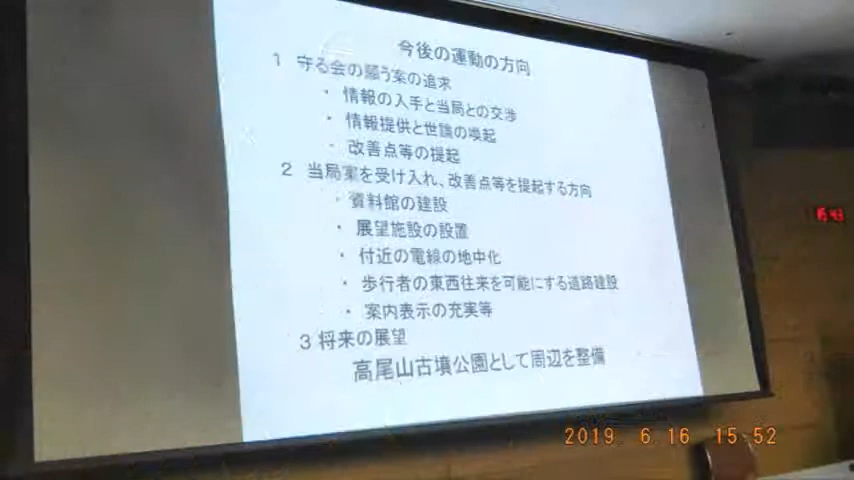 今後の運動の方向
1 守る会の願う案の追求
・ 情報の入手と当局との交渉
・ 情報提供と世論の喚起
・ 改善点等の提起
2 当局案を受け入れ、改善点等を提起する方向
・ 資料館の建設
・ 展望施設の設置
・ 付近の電線の地中化
・ 歩行者の東西往来を可能にする道路建設
・ 案内表示の充実等
3 将来の展望
高尾山古墳公園として周辺を整備
2019 6.16 15:52